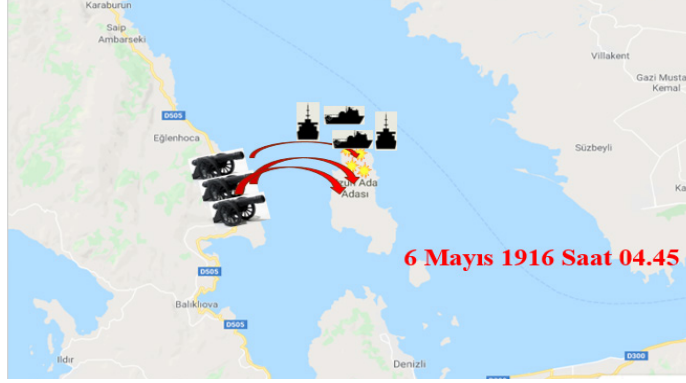 Karaburun
Saip
Ambarseki
Villakent
Gazi Musta
Kemal
D505
Eğlenhoca
Süzbeyli
Ada
Adası
6 Mayıs 1916 Saat 04.45
D505
Balıklıova
D505
Ildır
Denizli
D300